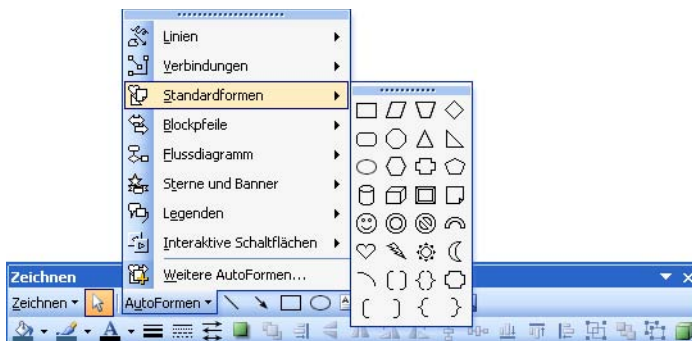 Linien
Verbindungen
Standardformen
Blockpfeile
Flussdiagramm
Sterne und Banner
Legenden
Interaktive Schaltflächen
Weitere AutoFormen...
Zeichnen
Zeichnen
AutoFormen
A
A